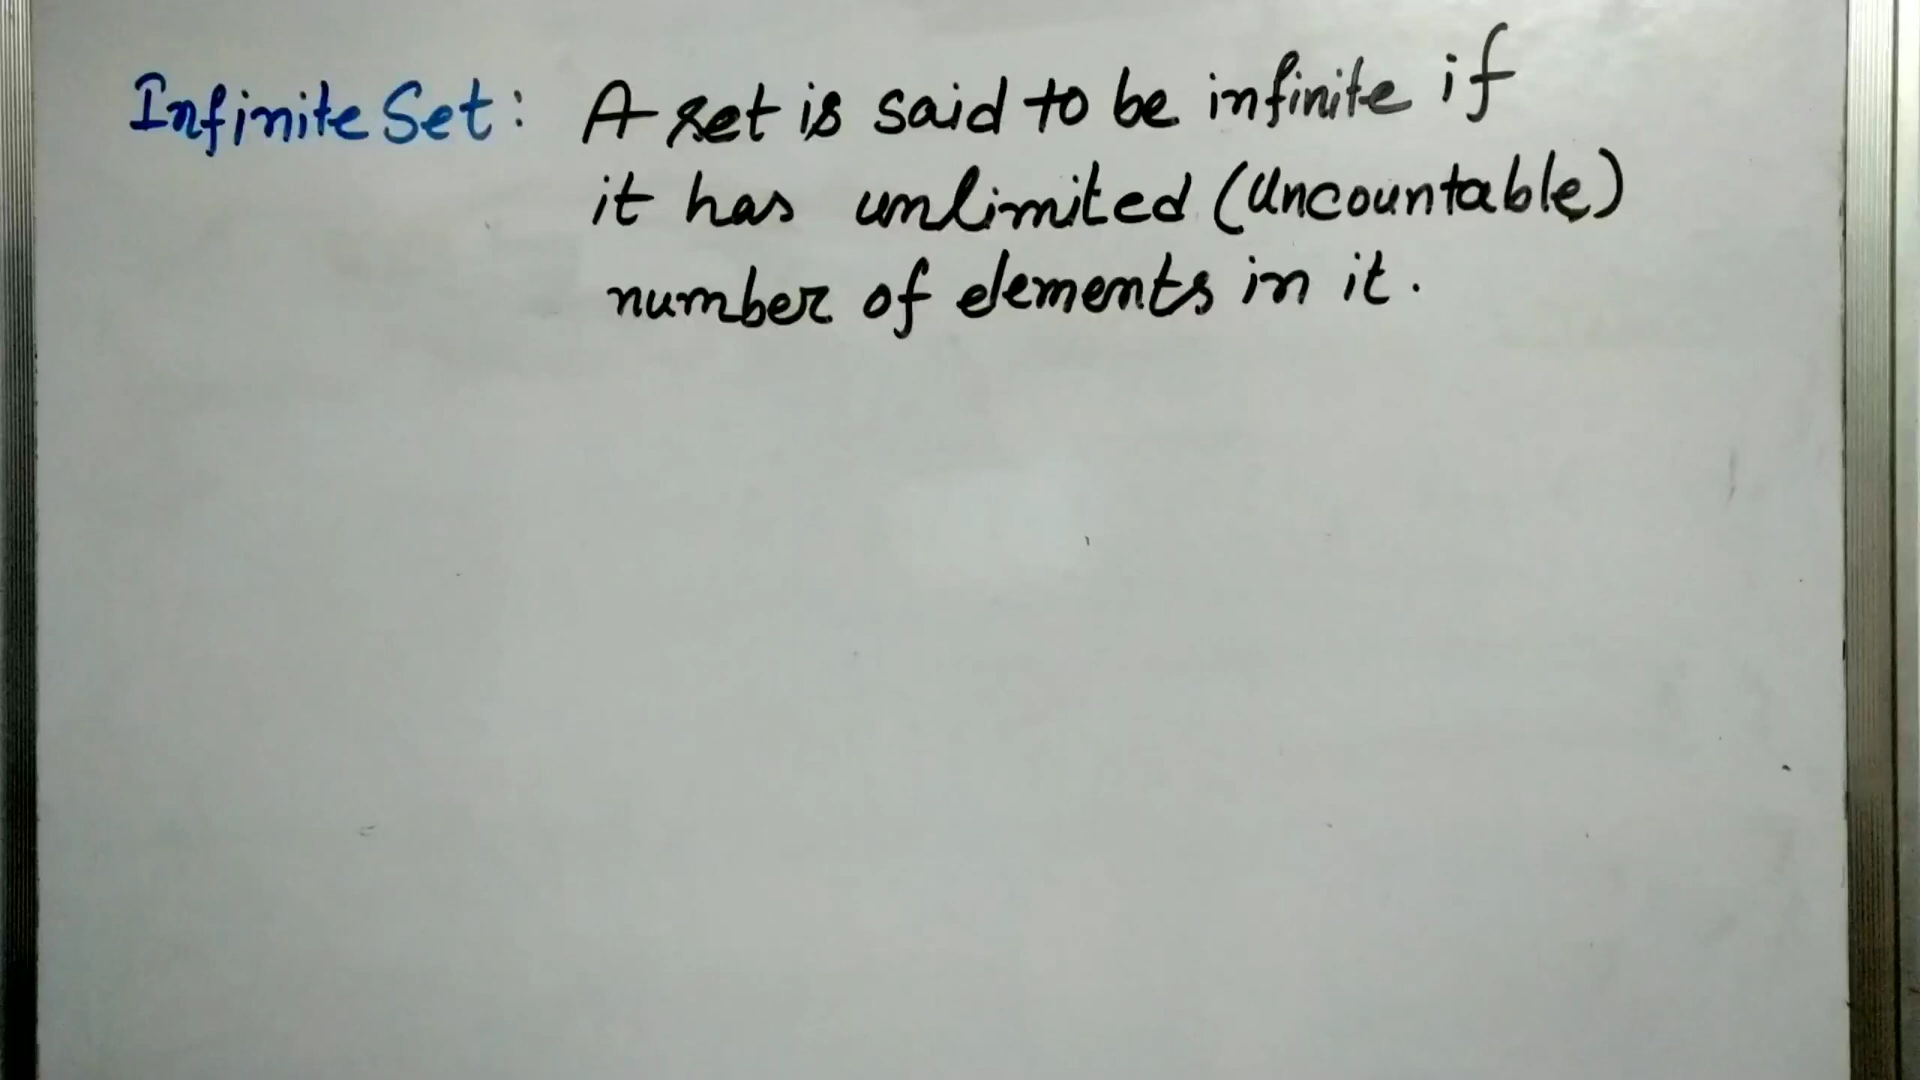 Infinite Set: A set is said to be infinite if
it has unlimited (Uncountable)
number of elements in it.